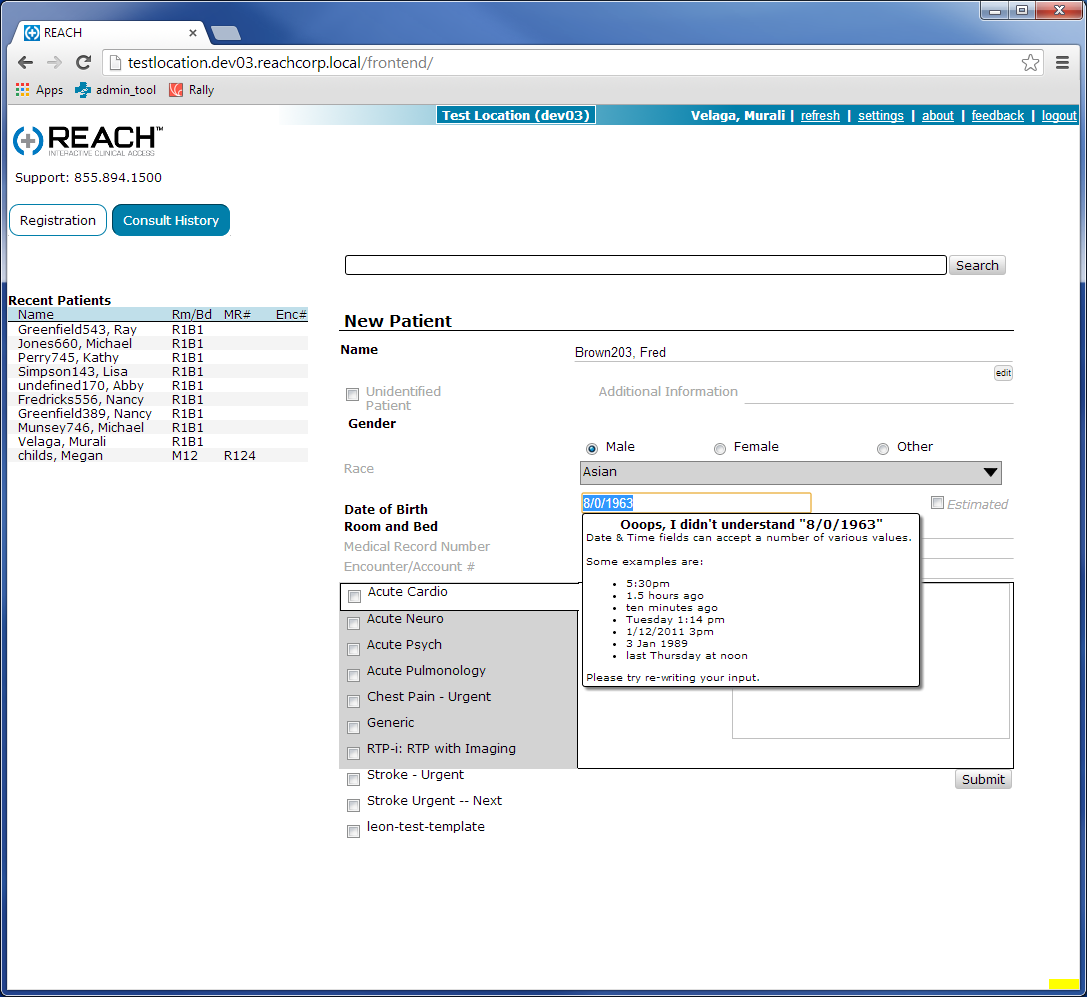 REACH
testlocation.dev03.reachcorp.local/frontend/
Apps admin_tool Rally
Test Location (dev03) Velaga, Murali | refresh | settings | about | feedback | logout
REACH™
INTERACTIVE CLINICAL ACCESS
Support: 855.894.1500
Registration Consult History
Search
Recent Patients
Name Rm/Bd MR# Enc#
Greenfield543, Ray R1B1
Jones660, Michael R1B1
Perry745, Kathy R1B1
Simpson143, Lisa R1B1
undefined170, Abby R1B1
Fredricks556, Nancy R1B1
Greenfield389, Nancy R1B1
Munsey746, Michael R1B1
Velaga, Murali R1B1
childs, Megan M12 R124
New Patient
Name Brown203, Fred
edit
Unidentified Patient Additional Information
Gender
Male Female Other
Race Asian
Date of Birth 8/0/1963 Estimated
Room and Bed
Medical Record Number
Encounter/Account #
Ooops, I didn't understand "8/0/1963"
Date & Time fields can accept a number of various values.
Some examples are:
• 5:30pm
• 1.5 hours ago
• ten minutes ago
• Tuesday 1:14 pm
• 1/12/2011 3pm
• 3 Jan 1989
• last Thursday at noon
Please try re-writing your input.
Acute Cardio
Acute Neuro
Acute Psych
Acute Pulmonology
Chest Pain - Urgent
Generic
RTP-i: RTP with Imaging
Stroke - Urgent
Stroke Urgent -- Next
leon-test-template
Submit